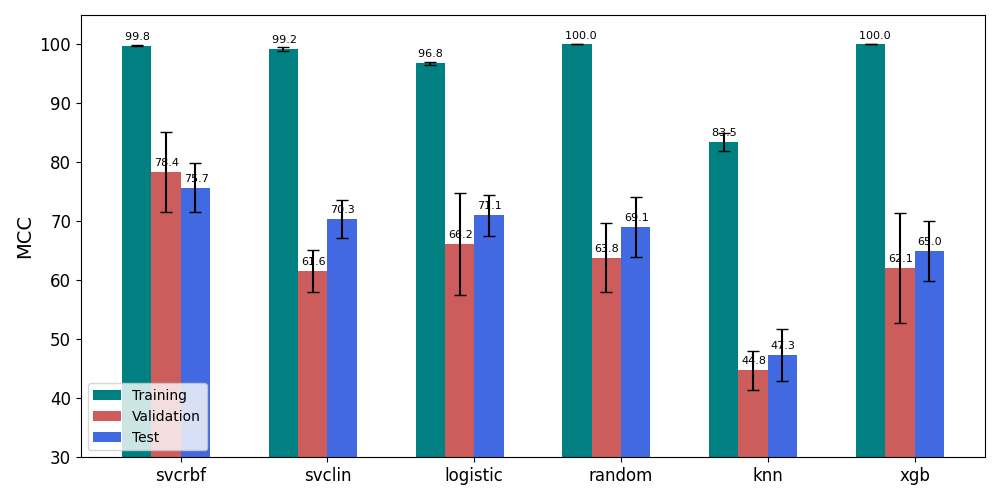 MCC
100
90
80
70
60
50
40
30
99.8
78.4
75.7
99.2
61.6
70.3
96.8
66.2
71.1
100.0
63.8
69.1
83.5
44.8
47.3
100.0
62.1
65.0
Training
Validation
Test
svcrbf
svclin
logistic
random
knn
xgb